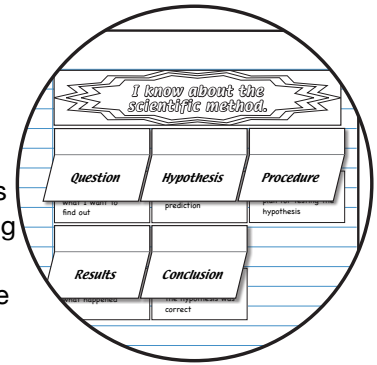 I know about the
scientific method.
Question Hypothesis Procedure
what I want to
find out
prediction
plan for testing the
hypothesis
Results Conclusion
what happened
the hypothesis was
correct
s
g
e